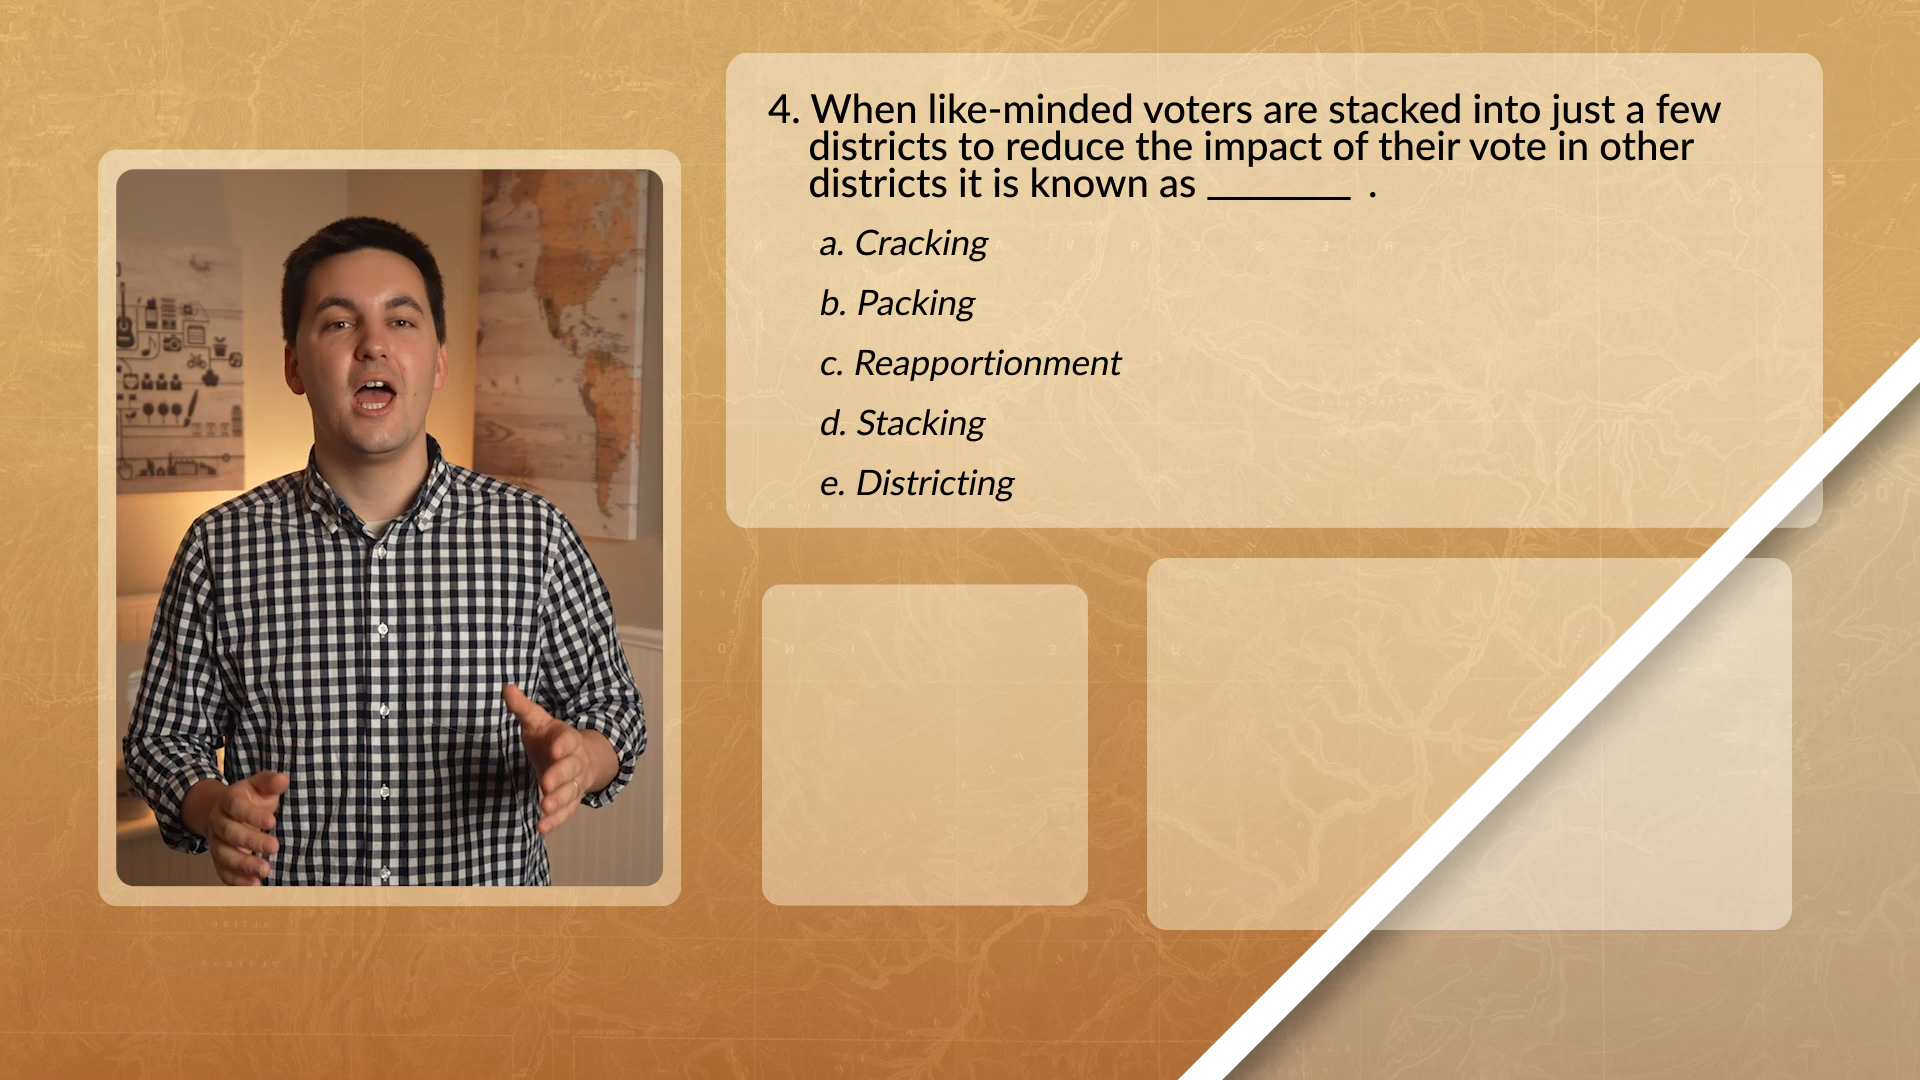 4. When like-minded voters are stacked into just a few
districts to reduce the impact of their vote in other
districts it is known as ________ .
a. Cracking
b. Packing
c. Reapportionment
d. Stacking
e. Districting